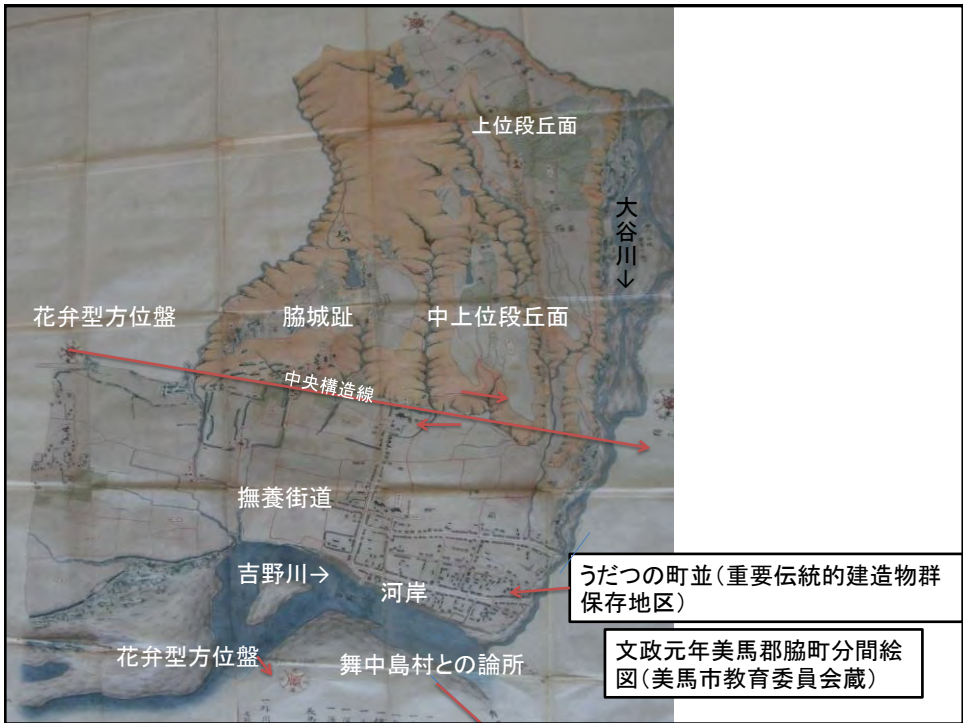 上位段丘面
大谷川↓
花弁型方位盤
脇城趾
中上位段丘面
中央構造線
撫養街道
吉野川→
河岸
うだつの町並(重要伝統的建造物群
保存地区)
花弁型方位盤
舞中島村との論所
文政元年美馬郡脇町分間絵
図(美馬市教育委員会蔵)